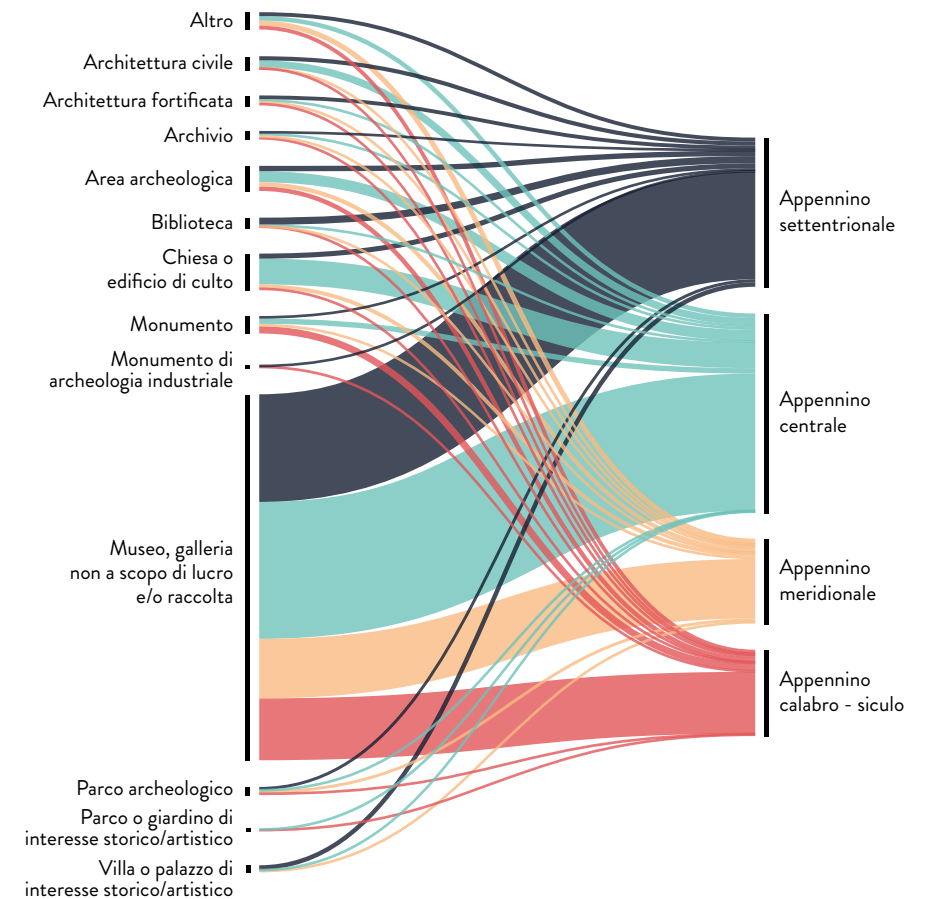 Altro
Architettura civile
Architettura fortificata
Archivio
Area archeologica
Biblioteca
Chiesa o
edificio di culto
Monumento
Monumento di
archeologia industriale
Museo, galleria
non a scopo di lucro
e/o raccolta
Parco archeologico
Parco o giardino di
interesse storico/artistico
Villa o palazzo di
interesse storico/artistico
Appennino
settentrionale
Appennino
centrale
Appennino
meridionale
Appennino
calabro - siculo